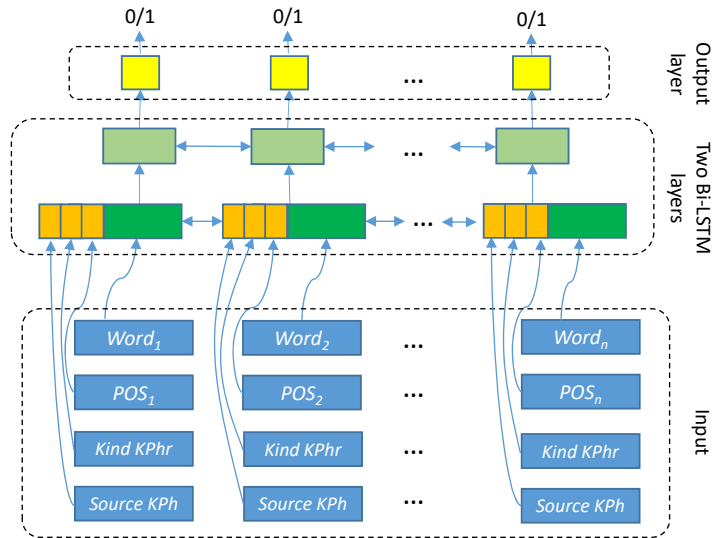 0/1 0/1 0/1
...
Output
layer
...
Two Bi-LSTM
layers
...
Word1 Word2 ... Wordn
POS1 POS2 ... POSn
Kind KPhr Kind KPhr ... Kind KPhr
Source KPh Source KPh ... Source KPh
Input